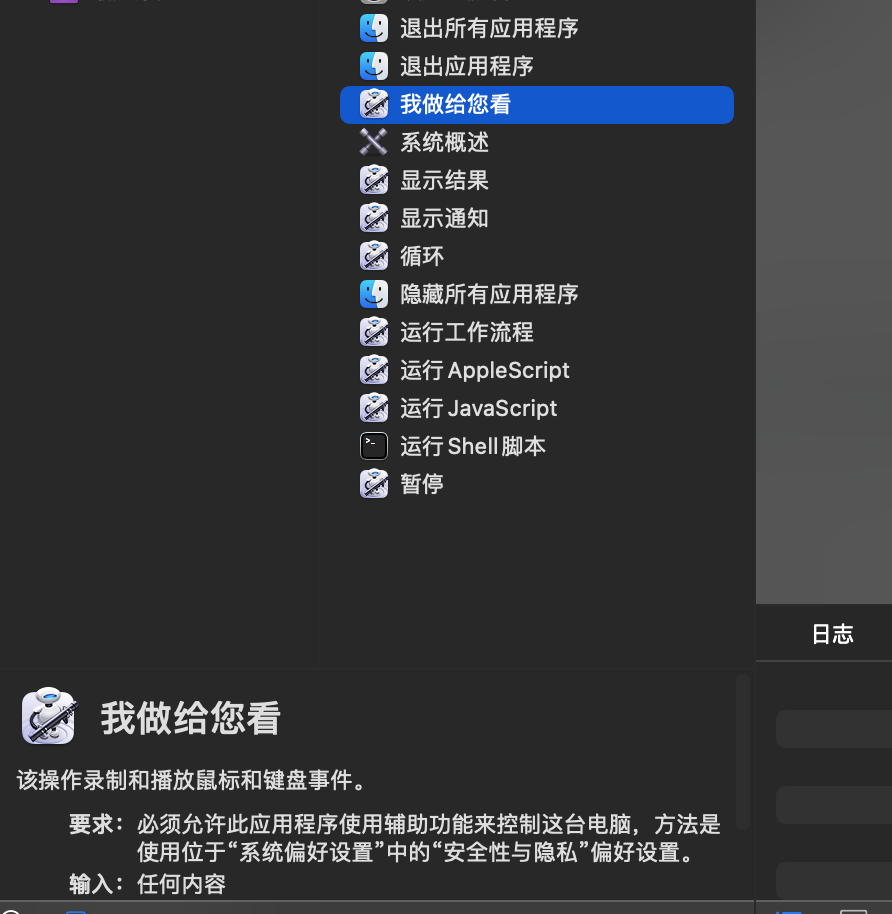 退出所有应用程序
退出应用程序
我做给您看
系统概述
显示结果
显示通知
循环
隐藏所有应用程序
运行工作流程
运行 AppleScript
运行 JavaScript
运行 Shell 脚本
暂停
日志
我做给您看
该操作录制和播放鼠标和键盘事件。
要求：必须允许此应用程序使用辅助功能来控制这台电脑，方法是
使用位于“系统偏好设置”中的“安全性与隐私”偏好设置。
输入：任何内容